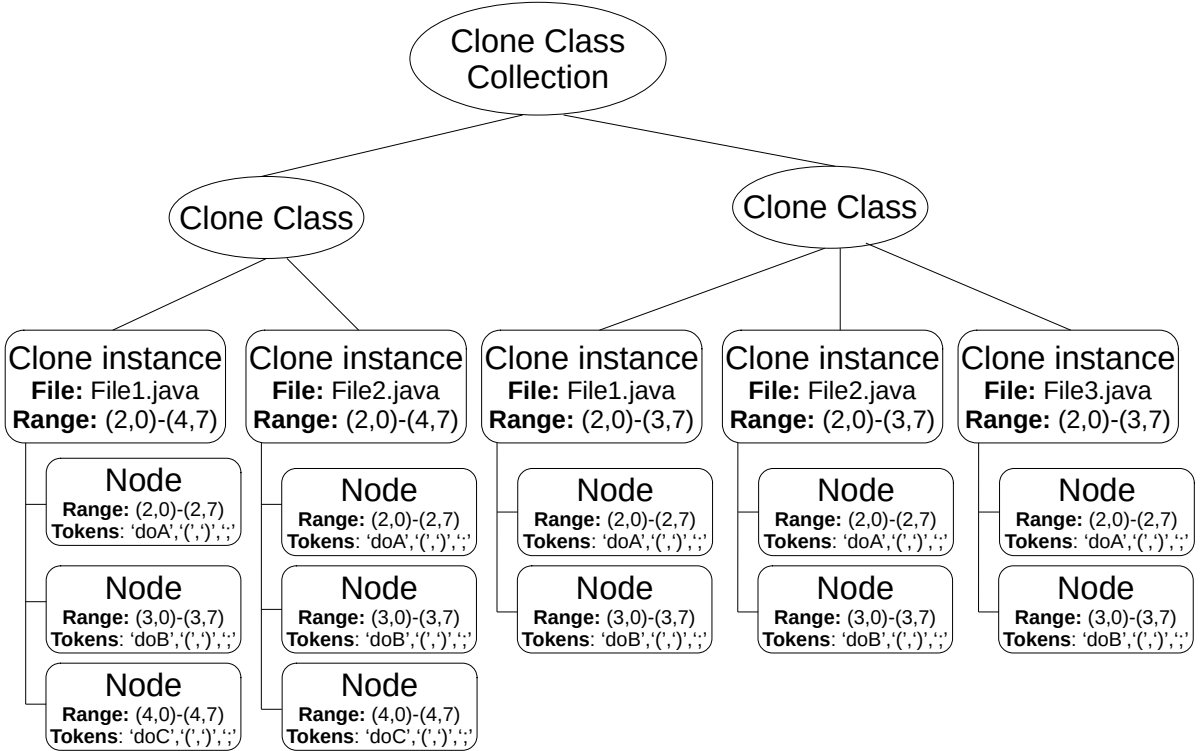 Clone Class
Collection
Clone Class
Clone Class
Clone instance
File: File1.java
Range: (2,0)-(4,7)
Clone instance
File: File2.java
Range: (2,0)-(4,7)
Clone instance
File: File1.java
Range: (2,0)-(3,7)
Clone instance
File: File2.java
Range: (2,0)-(3,7)
Clone instance
File: File3.java
Range: (2,0)-(3,7)
Node
Range: (2,0)-(2,7)
Tokens: ‘doA’,‘(’,‘)’,‘;’
Node
Range: (3,0)-(3,7)
Tokens: ‘doB’,‘(’,‘)’,‘;’
Node
Range: (4,0)-(4,7)
Tokens: ‘doC’,‘(’,‘)’,‘;’
Node
Range: (2,0)-(2,7)
Tokens: ‘doA’,‘(’,‘)’,‘;’
Node
Range: (3,0)-(3,7)
Tokens: ‘doB’,‘(’,‘)’,‘;’
Node
Range: (4,0)-(4,7)
Tokens: ‘doC’,‘(’,‘)’,‘;’
Node
Range: (2,0)-(2,7)
Tokens: ‘doA’,‘(’,‘)’,‘;’
Node
Range: (3,0)-(3,7)
Tokens: ‘doB’,‘(’,‘)’,‘;’
Node
Range: (2,0)-(2,7)
Tokens: ‘doA’,‘(’,‘)’,‘;’
Node
Range: (3,0)-(3,7)
Tokens: ‘doB’,‘(’,‘)’,‘;’
Node
Range: (2,0)-(2,7)
Tokens: ‘doA’,‘(’,‘)’,‘;’
Node
Range: (3,0)-(3,7)
Tokens: ‘doB’,‘(’,‘)’,‘;’